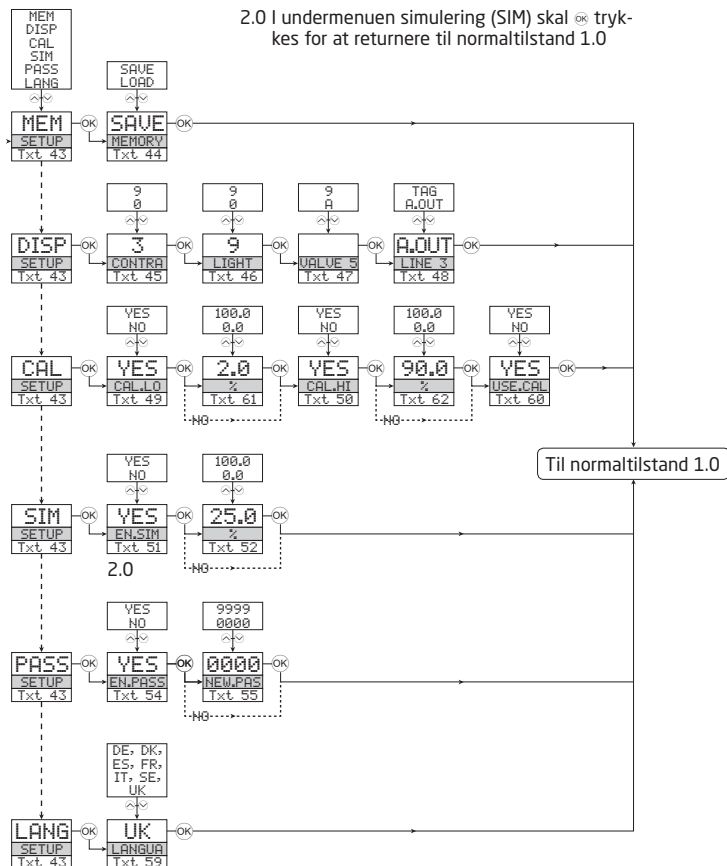 2.0 I undermenuen simulering (SIM) skal OK tryk-
kes for at returnere til normaltilstand 1.0
MEM
DISP
CAL
SIM
PASS
LANG
SAVE
LOAD
MEM OK SAVE OK
SETUP MEMORY
Txt 43 Txt 44
9 9 9 TAG
0 0 A A.OUT
DISP OK 3 OK 9 OK OK A.OUT OK
SETUP CONTRA LIGHT VALVE 5 LINE 3
Txt 43 Txt 45 Txt 46 Txt 47 Txt 48
YES 100.0 YES 100.0 YES
NO 0.0 NO 0.0 NO
CAL OK YES OK 2.0 OK YES OK 90.0 OK YES OK
SETUP CAL.LO % CAL.HI % USE.CAL
Txt 43 Txt 49 Txt 61 Txt 50 Txt 62 Txt 60
NO NO
Til normaltilstand 1.0
YES 100.0
NO 0.0
SIM OK YES OK 25.0 OK
SETUP EN.SIM %
Txt 43 Txt 51 Txt 52
NO
2.0
YES 9999
NO 0000
PASS OK YES OK 0000 OK
SETUP EN.PASS NEW.PAS
Txt 43 Txt 54 Txt 55
NO
DE, DK,
ES, FR,
IT, SE,
UK
LANG OK UK OK
SETUP LANGUA
Txt 43 Txt 59